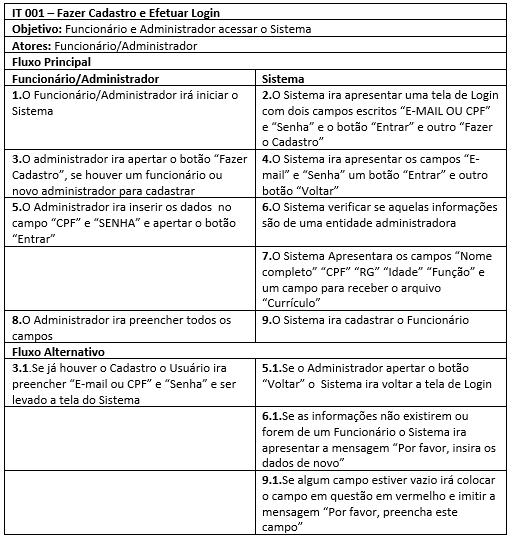 IT 001 – Fazer Cadastro e Efetuar Login
Objetivo: Funcionário e Administrador acessar o Sistema
Atores: Funcionário/Administrador
Fluxo Principal
Funcionário/Administrador
Sistema
1.O Funcionário/Administrador irá iniciar o
Sistema
2.O Sistema ira apresentar uma tela de Login
com dois campos escritos “E-MAIL OU CPF”
e “Senha” e o botão “Entrar” e outro “Fazer
o Cadastro”
3.O administrador ira apertar o botão “Fazer
Cadastro”, se houver um funcionário ou
novo administrador para cadastrar
4.O Sistema ira apresentar os campos “E-
mail” e “Senha” um botão “Entrar” e outro
botão “Voltar”
5.O Administrador ira inserir os dados no
campo “CPF” e “SENHA” e apertar o botão
“Entrar”
6.O Sistema verificar se aquelas informações
são de uma entidade administradora
7.O Sistema Apresentara os campos “Nome
completo” “CPF” “RG” “Idade” “Função” e
um campo para receber o arquivo
“Currículo”
8.O Administrador ira preencher todos os
campos
9.O Sistema ira cadastrar o Funcionário
Fluxo Alternativo
3.1.Se já houver o Cadastro o Usuário ira
preencher “E-mail ou CPF” e “Senha” e ser
levado a tela do Sistema
5.1.Se o Administrador apertar o botão
“Voltar” o Sistema ira voltar a tela de Login
6.1.Se as informações não existirem ou
forem de um Funcionário o Sistema ira
apresentar a mensagem “Por favor, insira os
dados de novo”
9.1.Se algum campo estiver vazio irá colocar
o campo em questão em vermelho e imitir a
mensagem “Por favor, preencha este
campo”